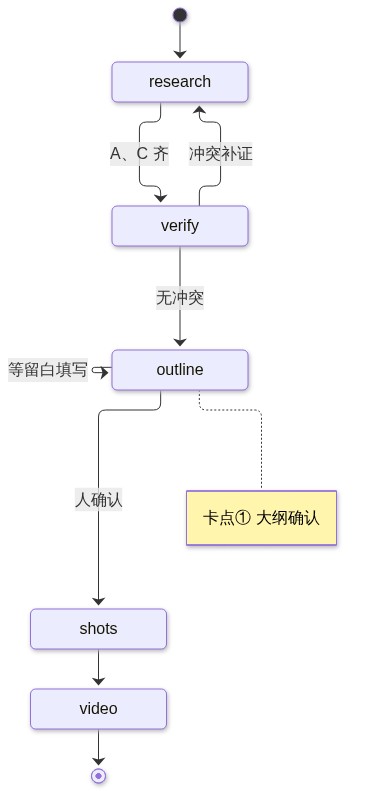 research
A、C 齐
冲突补证
verify
无冲突
等留白填写
outline
人确认
卡点① 大纲确认
shots
video